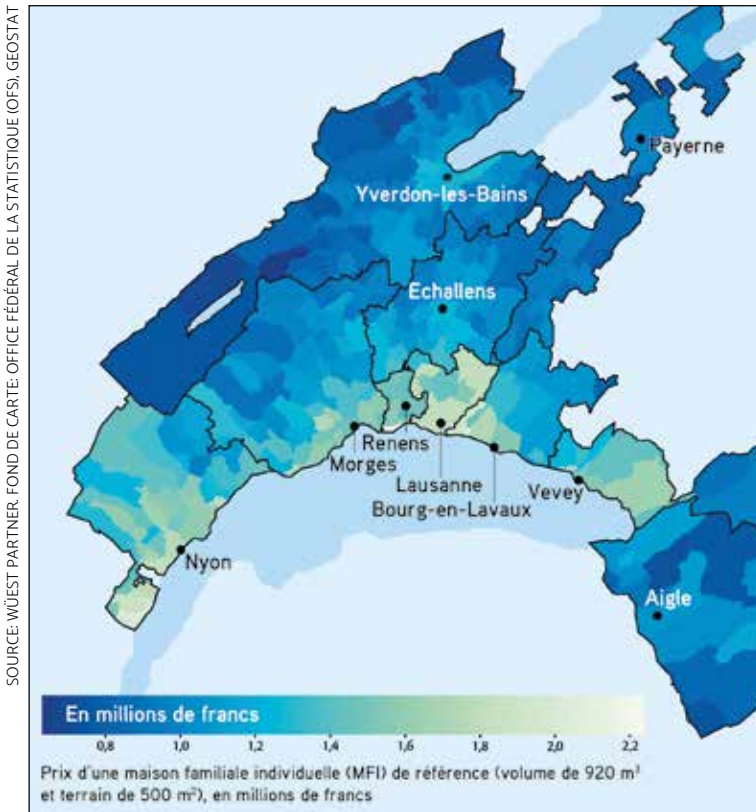 SOURCE: WÜEST PARTNER. FOND DE CARTE: OFFICE FÉDÉRAL DE LA STATISTIQUE (OFS), GEOSTAT
Payerne
Yverdon-les-Bains
Echallens
Renens
Morges
Lausanne
Bourg-en-Lavaux
Vevey
Nyon
Aigle
En millions de francs
0,8 1,0 1,2 1,4 1,6 1,8 2,0 2,2
Prix d'une maison familiale individuelle (MFI) de référence (volume de 920 m³
et terrain de 500 m²), en millions de francs